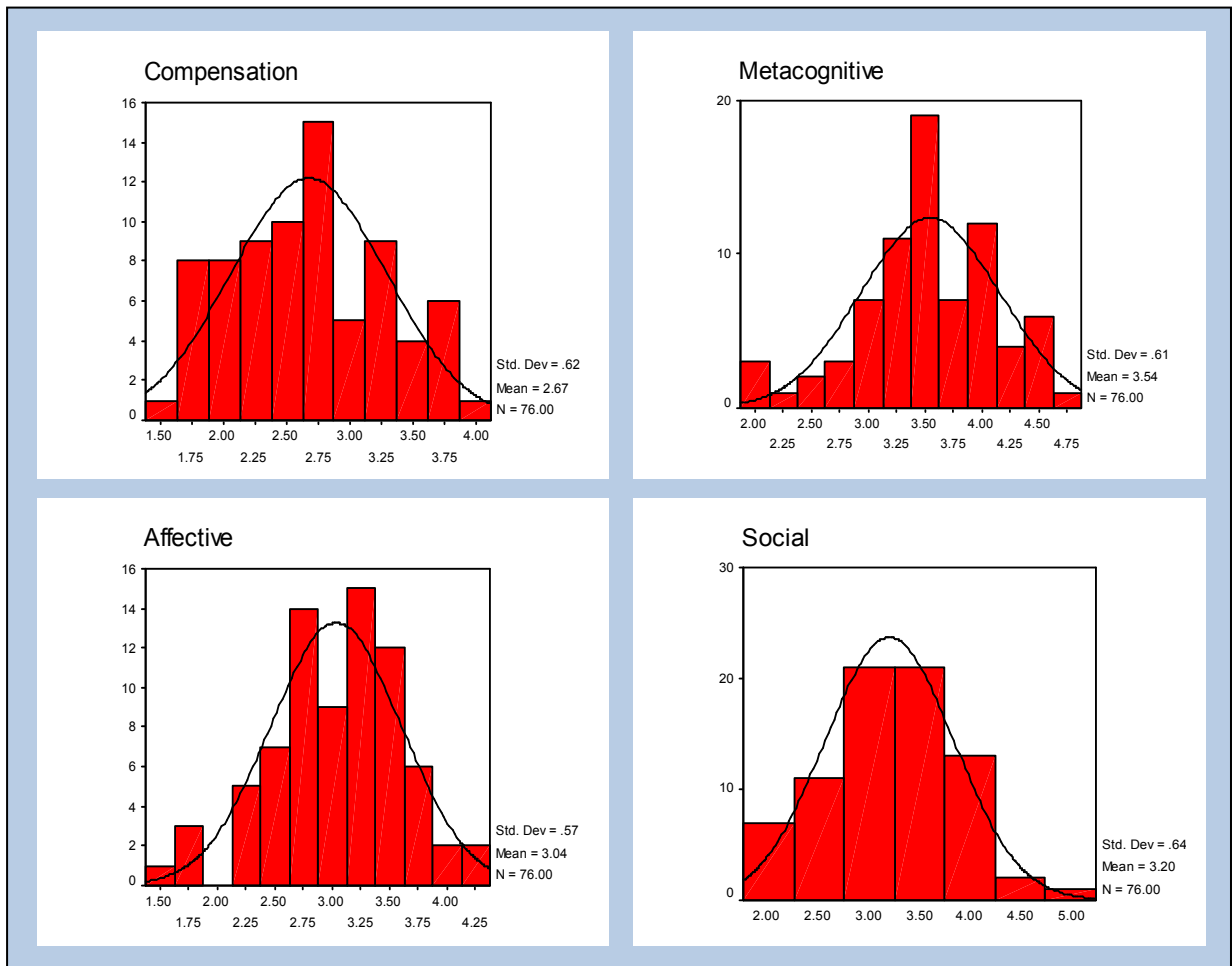 Compensation
16
14
12
10
8
6
4
2
0
1.50 2.00 2.50 3.00 3.50 4.00
1.75 2.25 2.75 3.25 3.75
Std. Dev = .62
Mean = 2.67
N = 76.00
Metacognitive
20
10
0
2.00 2.50 3.00 3.50 4.00 4.50
2.25 2.75 3.25 3.75 4.25 4.75
Std. Dev = .61
Mean = 3.54
N = 76.00
Affective
16
14
12
10
8
6
4
2
0
1.50 2.00 2.50 3.00 3.50 4.00
1.75 2.25 2.75 3.25 3.75 4.25
Std. Dev = .57
Mean = 3.04
N = 76.00
Social
30
20
10
0
2.00 2.50 3.00 3.50 4.00 4.50 5.00
Std. Dev = .64
Mean = 3.20
N = 76.00